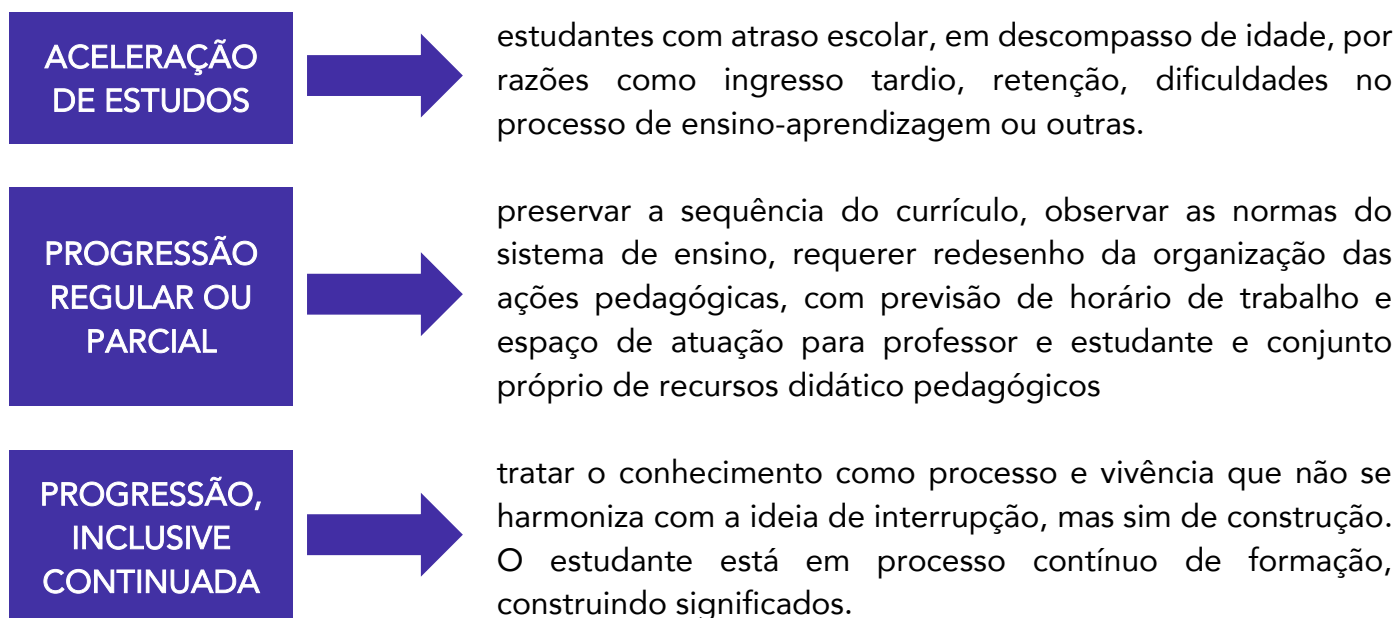 ACELERAÇÃO
DE ESTUDOS
estudantes com atraso escolar, em descompasso de idade, por
razões como ingresso tardio, retenção, dificuldades no
processo de ensino-aprendizagem ou outras.
PROGRESSÃO
REGULAR OU
PARCIAL
preservar a sequência do currículo, observar as normas do
sistema de ensino, requerer redesenho da organização das
ações pedagógicas, com previsão de horário de trabalho e
espaço de atuação para professor e estudante e conjunto
próprio de recursos didático pedagógicos
PROGRESSÃO,
INCLUSIVE
CONTINUADA
tratar o conhecimento como processo e vivência que não se
harmoniza com a ideia de interrupção, mas sim de construção.
O estudante está em processo contínuo de formação,
construindo significados.